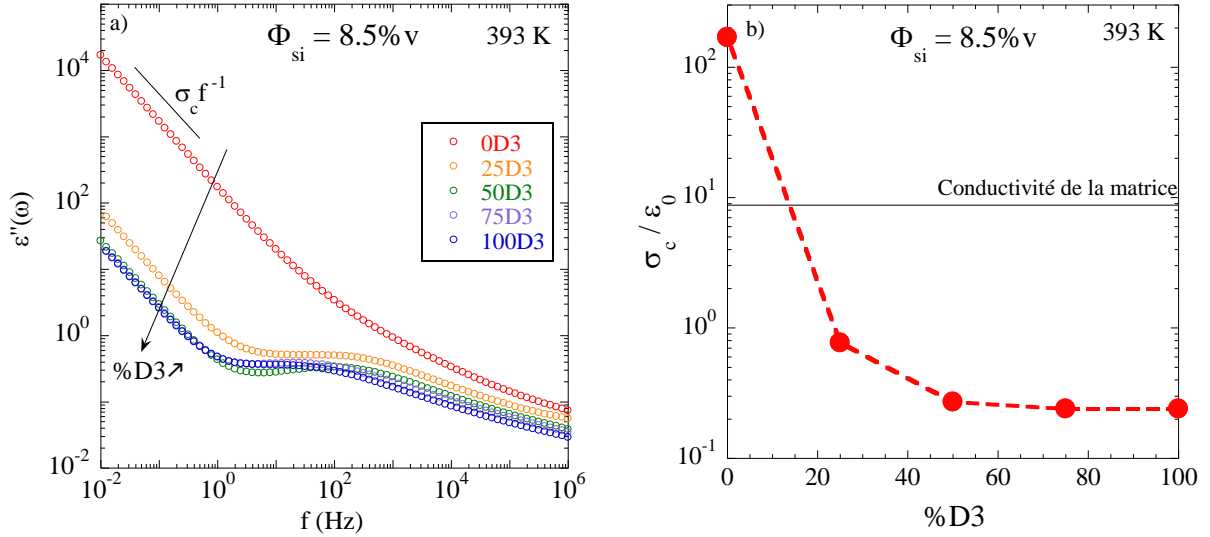 a)
Φsi = 8.5%v
393 K
10^4
10^2
10^0
10^-2
ε''(ω)
σc f^-1
0D3
25D3
50D3
75D3
100D3
%D3↗
10^-2
10^0
10^2
10^4
10^6
f (Hz)
b)
Φsi = 8.5%v
393 K
10^2
10^1
10^0
10^-1
σc / ε0
Conductivité de la matrice
0
20
40
60
80
100
%D3